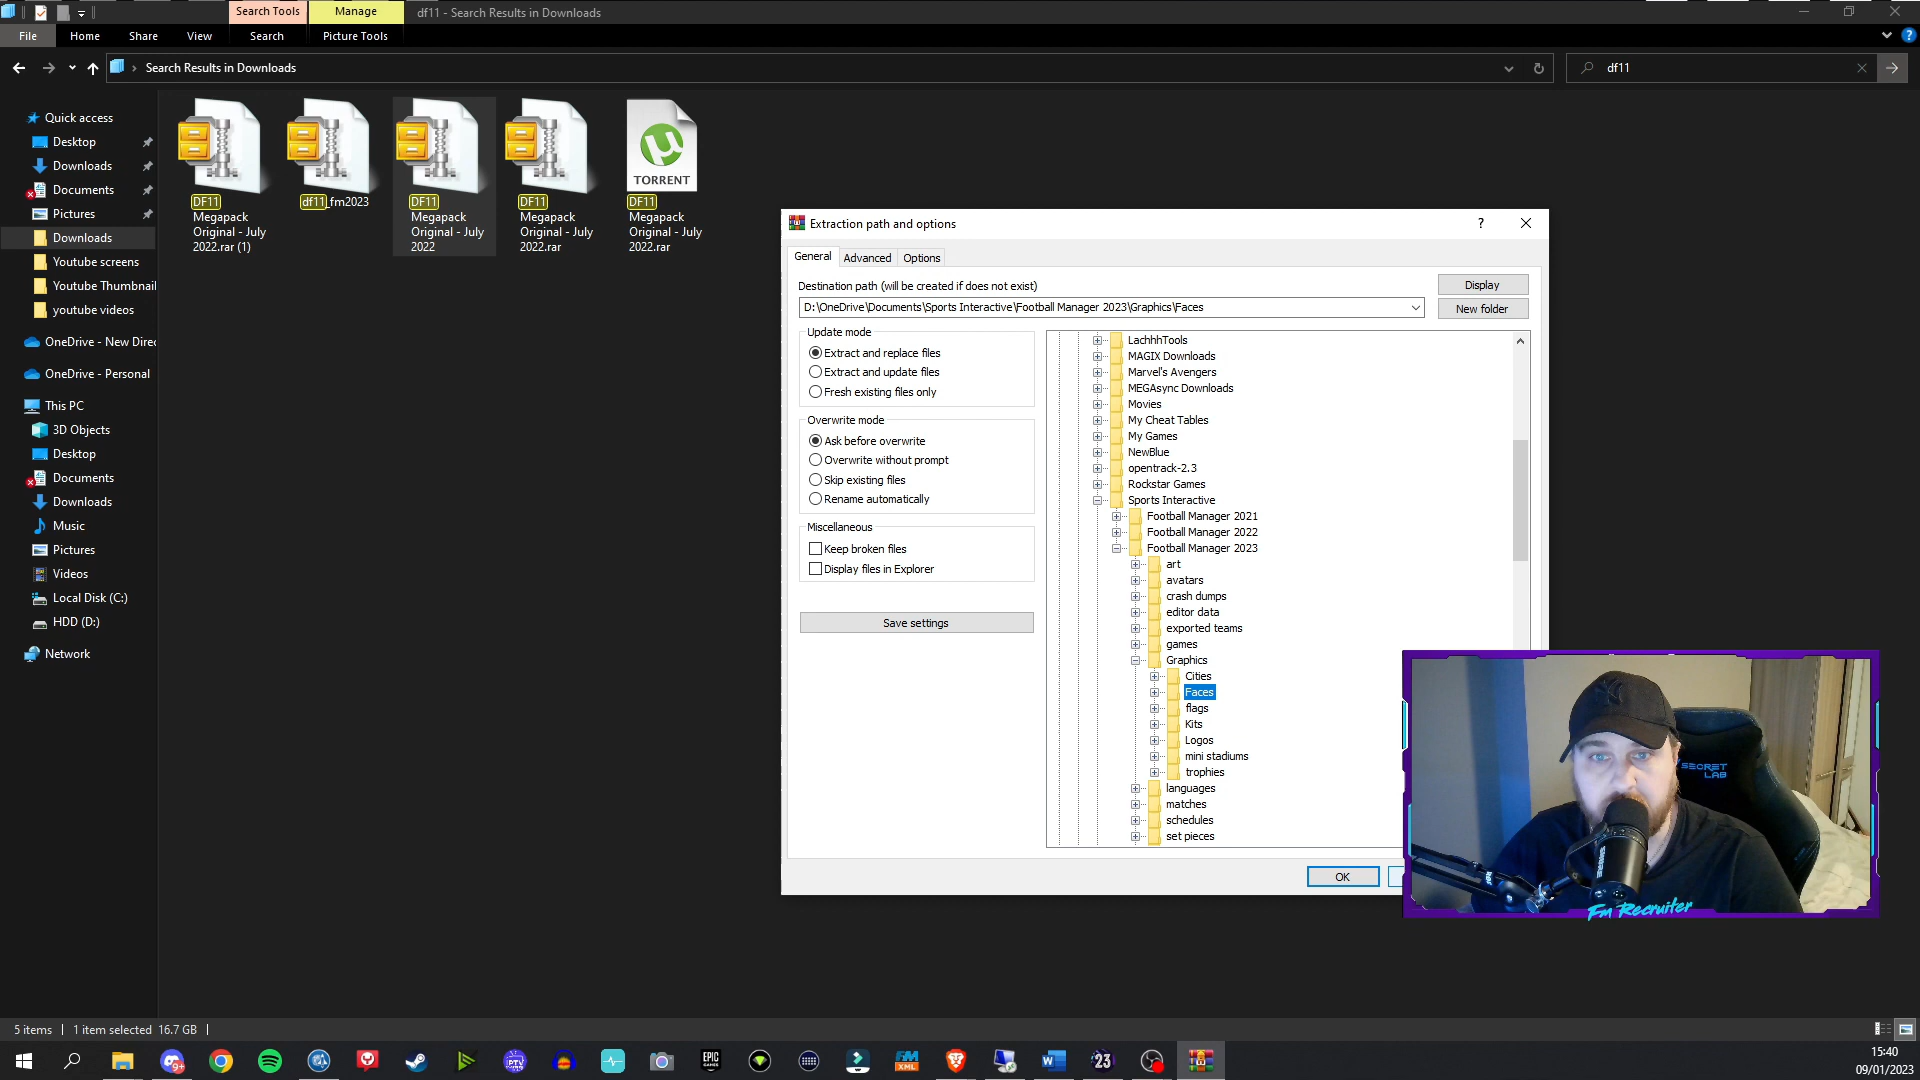 Search Tools
Manage
df11 - Search Results in Downloads
File
Home
Share
View
Search
Picture Tools
Search Results in Downloads
df11
Quick access
Desktop
Downloads
Documents
Pictures
Downloads
Youtube screens
Youtube Thumbnail
youtube videos
OneDrive - New Direc
OneDrive - Personal
This PC
3D Objects
Desktop
Documents
Downloads
Music
Pictures
Videos
Local Disk (C:)
HDD (D:)
Network
DF11
Megapack
Original - July
2022.rar (1)
df11_fm2023
DF11
Megapack
Original - July
2022
DF11
Megapack
Original - July
2022.rar
TORRENT
DF11
Megapack
Original - July
2022.rar
Extraction path and options
?
General
Advanced
Options
Destination path (will be created if does not exist)
Display
D:\OneDrive\Documents\Sports Interactive\Football Manager 2023\Graphics\Faces
New folder
Update mode
Extract and replace files
Extract and update files
Fresh existing files only
Overwrite mode
Ask before overwrite
Overwrite without prompt
Skip existing files
Rename automatically
Miscellaneous
Keep broken files
Display files in Explorer
Save settings
LachhhTools
MAGIX Downloads
Marvel's Avengers
MEGAsync Downloads
Movies
My Cheat Tables
My Games
NewBlue
opentrack-2.3
Rockstar Games
Sports Interactive
Football Manager 2021
Football Manager 2022
Football Manager 2023
art
avatars
crash dumps
editor data
exported teams
games
Graphics
Cities
Faces
flags
Kits
Logos
mini stadiums
trophies
languages
matches
schedules
set pieces
OK
SECRET
LAB
FM Recruiter
5 items
1 item selected 16.7 GB
9+
IPTV
EPIC
GAMES
FM
XML
W
23
15:40
09/01/2023